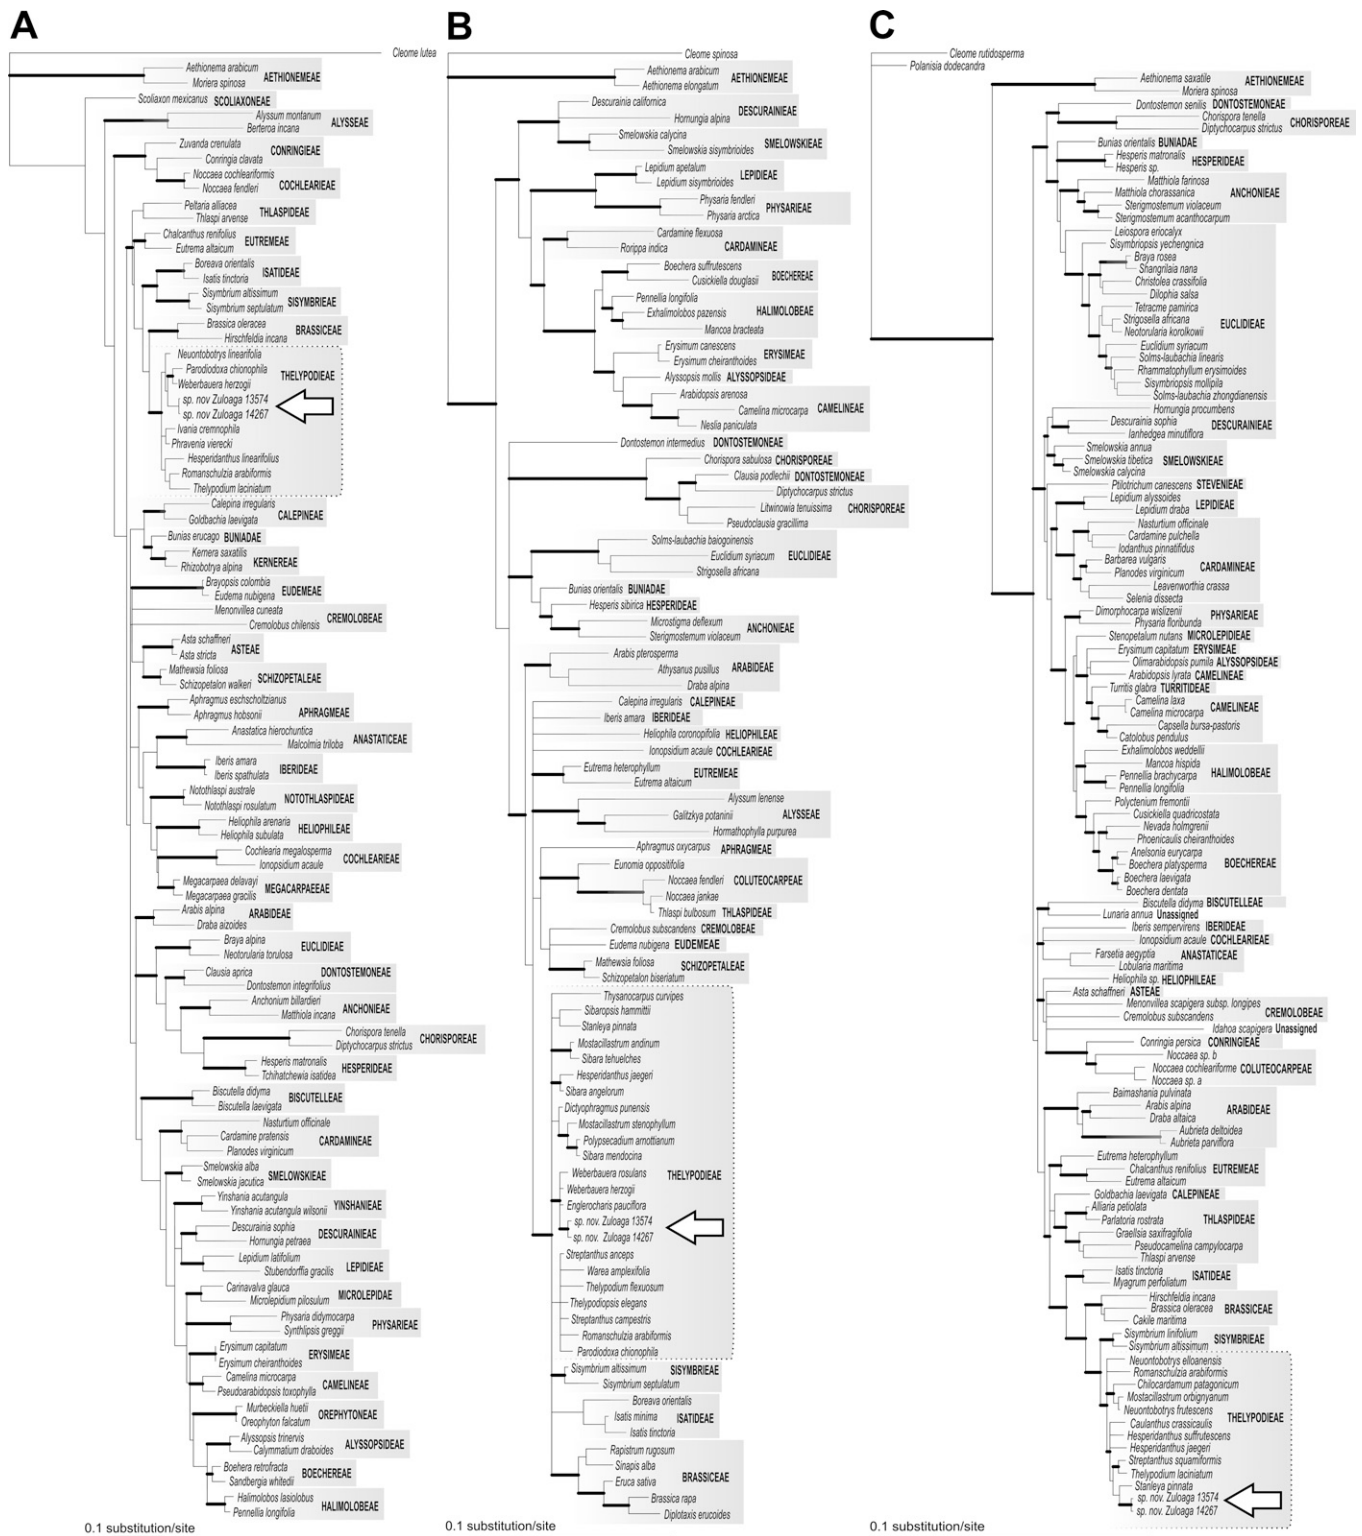 A
Cleome lutea
Aethionema arabicum
Moriera spinosa
AETHIONEMEAE
Scoliaxon mexicanus SCOLIAXONEAE
Alyssum montanum
Berteroa incana
ALYSSEAE
Zuvanda crenulata
Conringia clavata
CONRINGIEAE
Noccaea cochleariformis
Noccaea fendleri
COCHLEARIEAE
Peltaria alliacea
Thlaspi arvense
THLASPIDEAE
Chalcanthus renifolius
Eutrema altaicum
EUTREMEAE
Boreava orientalis
Isatis tinctoria
ISATIDEAE
Sisymbrium altissimum
Sisymbrium septulatum
SISYMBRIEAE
Brassica oleracea
Hirschfeldia incana
BRASSICEAE
Neuontobotrys linearifolia
Parodiodoxa chionophila
Weberbauera herzogii
sp. nov Zuloaga 13574
sp. nov Zuloaga 14267
Ivania cremnophila
Phravenia viereckii
Hesperidanthus linearifolius
Romanschulzia arabiformis
Thelypodium laciniatum
THELYPODIEAE
Calepina irregularis
Goldbachia laevigata
CALEPINEAE
Bunias erucago BUNIADAE
Kernera saxatilis
Rhizobotrya alpina
KERNEREAE
Brayopsis colombia
Eudema nubigena
EUDEMEAE
Menonvillea cuneata
Cremolobus chilensis
CREMOLOBEAE
Asta schaffneri
Asta stricta
ASTEAE
Mathewsia foliosa
Schizopetalon walkeri
SCHIZOPETALEAE
Aphragmus eschscholtzianus
Aphragmus hobsonii
APHRAGMEAE
Anastatica hierochuntica
Malcolmia triloba
ANASTATICEAE
Iberis amara
Iberis spathulata
IBERIDEAE
Notothlaspi australe
Notothlaspi rosulatum
NOTOTHLASPIDEAE
Heliophila arenaria
Heliophila subulata
HELIOPHILEAE
Cochlearia megalosperma
Ionopsidium acaule
COCHLEARIEAE
Megacarpaea delavayi
Megacarpaea gracilis
MEGACARPAEEAE
Arabis alpina
Draba aizoides
ARABIDEAE
Braya alpina
Neotorularia torulosa
EUCLIDIEAE
Clausia aprica
Dontostemon integrifolius
DONTOSTEMONEAE
Anchonium billardieri
Matthiola incana
ANCHONIEAE
Chorispora tenella
Diptychocarpus strictus
CHORISPOREAE
Hesperis matronalis
Tchihatchewia isatidea
HESPERIDEAE
Biscutella didyma
Biscutella laevigata
BISCUTELLEAE
Nasturtium officinale
Cardamine pratensis
Planodes virginicum
CARDAMINEAE
Smelowskia alba
Smelowskia jacutica
SMELOWSKIEAE
Yinshania acutangula
Yinshania acutangula wilsonii
YINSHANIEAE
Descurainia sophia
Hornungia petraea
DESCURAINIEAE
Lepidium latifolium
Stubendorffia gracilis
LEPIDIEAE
Carinavalva glauca
Microlepidium pilosulum
MICROLEPIDAE
Physaria didymocarpa
Synthlipsis greggii
PHYSARIEAE
Erysimum capitatum
Erysimum cheiranthoides
ERYSIMEAE
Camelina microcarpa
Pseudoarabidopsis toxophylla
CAMELINEAE
Murbeckiella huetii
Oreophyton falcatum
OREPHYTONEAE
Alyssopsis trinervis
Calymmatium draboides
ALYSSOPSIDEAE
Boehera retrofracta
Sandbergia whitedii
BOECHEREAE
Halimolobos lasiolobus
Pennellia longifolia
HALIMOLOBEAE
0.1 substitution/site
B
Cleome spinosa
Aethionema arabicum
Aethionema elongatum
AETHIONEMEAE
Descurainia californica
Hornungia alpina
DESCURAINIEAE
Smelowskia calycina
Smelowskia sisymbrioides
SMELOWSKIEAE
Lepidium apetalum
Lepidium sisymbrioides
LEPIDIEAE
Physaria fendleri
Physaria arctica
PHYSARIEAE
Cardamine flexuosa
Rorippa indica
CARDAMINEAE
Boechera suffrutescens
Cusickiella douglasii
BOECHEREAE
Pennellia longifolia
Exhalimolobos pazensis
Mancoa bracteata
HALIMOLOBEAE
Erysimum canescens
Erysimum cheiranthoides
ERYSIMEAE
Alyssopsis mollis ALYSSOPSIDEAE
Arabidopsis arenosa
Camelina microcarpa
Neslia paniculata
CAMELINEAE
Dontostemon intermedius DONTOSTEMONEAE
Chorispora sabulosa CHORISPOREAE
Clausia podlechii DONTOSTEMONEAE
Diptychocarpus strictus
Litwinowia tenuissima
Pseudoclausia gracillima
CHORISPOREAE
Solms-laubachia baiogoinensis
Euclidium syriacum
Strigosella africana
EUCLIDIEAE
Bunias orientalis BUNIADAE
Hesperis sibirica HESPERIDEAE
Microstigma deflexum
Sterigmostemum violaceum
ANCHONIEAE
Arabis pterosperma
Athysanus pusillus
Draba alpina
ARABIDEAE
Calepina irregularis CALEPINEAE
Iberis amara IBERIDEAE
Heliophila coronopifolia HELIOPHILEAE
Ionopsidium acaule COCHLEARIEAE
Eutrema heterophyllum
Eutrema altaicum
EUTREMEAE
Alyssum lenense
Galitzkya potaninii
Hormathophylla purpurea
ALYSSEAE
Aphragmus oxycarpus APHRAGMEAE
Eunomia oppositifolia
Noccaea fendleri
Noccaea jankae
COLUTEOCARPEAE
Thlaspi bulbosum THLASPIDEAE
Cremolobus subscandens CREMOLOBEAE
Eudema nubigena EUDEMEAE
Mathewsia foliosa
Schizopetalon biseriatum
SCHIZOPETALEAE
Thysanocarpus curvipes
Sibaropsis hammittii
Stanleya pinnata
Mostacillastrum andinum
Sibara tehuelches
Hesperidanthus jaegeri
Sibara angelorum
Dictyophragmus punensis
Mostacillastrum stenophyllum
Polypsecadium arnottianum
Sibara mendocina
Weberbauera rosulans
Weberbauera herzogii
Englerocharis pauciflora
sp. nov. Zuloaga 13574
sp. nov. Zuloaga 14267
Streptanthus anceps
Warea amplexifolia
Thelypodium flexuosum
Thelypodiopsis elegans
Streptanthus campestris
Romanschulzia arabiformis
Parodiodoxa chionophila
THELYPODIEAE
Sisymbrium altissimum
Sisymbrium septulatum
SISYMBRIEAE
Boreava orientalis
Isatis minima
Isatis tinctoria
ISATIDEAE
Rapistrum rugosum
Sinapis alba
Eruca sativa
Brassica rapa
Diplotaxis erucoides
BRASSICEAE
0.1 substitution/site
C
Cleome rutidosperma
Polanisia dodecandra
Aethionema saxatile
Moriera spinosa
AETHIONEMEAE
Dontostemon senilis DONTOSTEMONEAE
Chorispora tenella
Diptychocarpus strictus
CHORISPOREAE
Bunias orientalis BUNIADAE
Hesperis matronalis
Hesperis sp.
HESPERIDEAE
Matthiola farinosa
Matthiola chorassanica
Sterigmostemum violaceum
Sterigmostemum acanthocarpum
ANCHONIEAE
Leiospora eriocalyx
Sisymbriopsis yechengnica
Braya rosea
Shangrilaia nana
Christolea crassifolia
Dilophia salsa
Tetracme pamirica
Strigosella africana
Neotorularia korolkowii
Euclidium syriacum
Solms-laubachia linearis
Rhammatophyllum erysimoides
Sisymbriopsis mollipila
Solms-laubachia zhongdianensis
EUCLIDIEAE
Hornungia procumbens
Descurainia sophia
Ianhedgea minutiflora
DESCURAINIEAE
Smelowskia annua
Smelowskia tibetica
Smelowskia calycina
SMELOWSKIEAE
Ptilotrichum canescens STEVENIEAE
Lepidium alyssoides
Lepidium draba
LEPIDIEAE
Nasturtium officinale
Cardamine pulchella
Iodanthus pinnatifidus
Barbarea vulgaris
Planodes virginicum
Leavenworthia crassa
Selenia dissecta
CARDAMINEAE
Dimorphocarpa wislizenii
Physaria floribunda
PHYSARIEAE
Stenopetalum nutans MICROLEPIDIEAE
Erysimum capitatum ERYSIMEAE
Olimarabidopsis pumila ALYSSOPSIDEAE
Arabidopsis lyrata CAMELINEAE
Turritis glabra TURRITIDEAE
Camelina laxa
Camelina microcarpa
Capsella bursa-pastoris
Catolobus pendulus
CAMELINEAE
Exhalimolobos weddellii
Mancoa hispida
Pennellia brachycarpa
Pennellia longifolia
HALIMOLOBEAE
Polyctenium fremontii
Cusickiella quadricostata
Nevada holmgrenii
Phoenicaulis cheiranthoides
Anelsonia eurycarpa
Boechera platysperma
Boechera laevigata
Boechera dentata
BOECHEREAE
Biscutella didyma BISCUTELLEAE
Lunaria annua Unassigned
Iberis sempervirens IBERIDEAE
Ionopsidium acaule COCHLEARIEAE
Farsetia aegyptia
Lobularia maritima
ANASTATICEAE
Heliophila sp. HELIOPHILEAE
Asta schaffneri ASTEAE
Menonvillea scapigera subsp. longipes
Cremolobus subscandens
CREMOLOBEAE
Idahoa scapigera Unassigned
Conringia persica CONRINGIEAE
Noccaea sp. b
Noccaea cochleariforme
Noccaea sp. a
COLUTEOCARPEAE
Baimashania pulvinata
Arabis alpina
Draba altaica
Aubrieta deltoidea
Aubrieta parviflora
ARABIDEAE
Eutrema heterophyllum
Chalcanthus renifolius
Eutrema altaicum
EUTREMEAE
Goldbachia laevigata CALEPINEAE
Alliaria petiolata
Parlatoria rostrata
Graellsia saxifragifolia
Pseudocamelina campylocarpa
Thlaspi arvense
THLASPIDEAE
Isatis tinctoria
Myagrum perfoliatum
ISATIDEAE
Hirschfeldia incana
Brassica oleracea
Cakile maritima
BRASSICEAE
Sisymbrium linifolium
Sisymbrium altissimum
SISYMBRIEAE
Neuontobotrys elloanensis
Romanschulzia arabiformis
Chilocardamum patagonicum
Mostacillastrum orbignyanum
Neuontobotrys frutescens
Caulanthus crassicaulis
Hesperidanthus suffrutescens
Hesperidanthus jaegeri
Streptanthus squamiformis
Thelypodium laciniatum
Stanleya pinnata
sp. nov. Zuloaga 13574
sp. nov. Zuloaga 14267
THELYPODIEAE
0.1 substitution/site